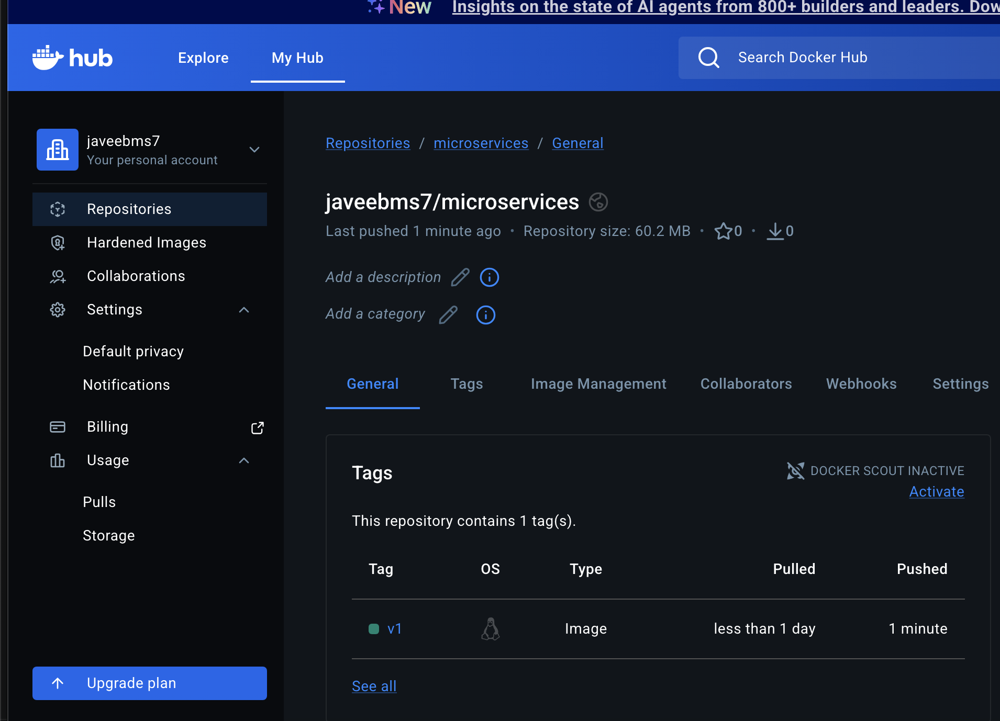 New Insights on the state of AI agents from 800+ builders and leaders.
hub Explore My Hub Search Docker Hub
javeebms7
Your personal account
Repositories
Hardened Images
Collaborations
Settings
Default privacy
Notifications
Billing
Usage
Pulls
Storage
Upgrade plan
Repositories / microservices / General
javeebms7/microservices
Last pushed 1 minute ago • Repository size: 60.2 MB • 0 • 0
Add a description
Add a category
General Tags Image Management Collaborators Webhooks Settings
Tags
DOCKER SCOUT INACTIVE
Activate
This repository contains 1 tag(s).
Tag OS Type Pulled Pushed
v1 Image less than 1 day 1 minute
See all